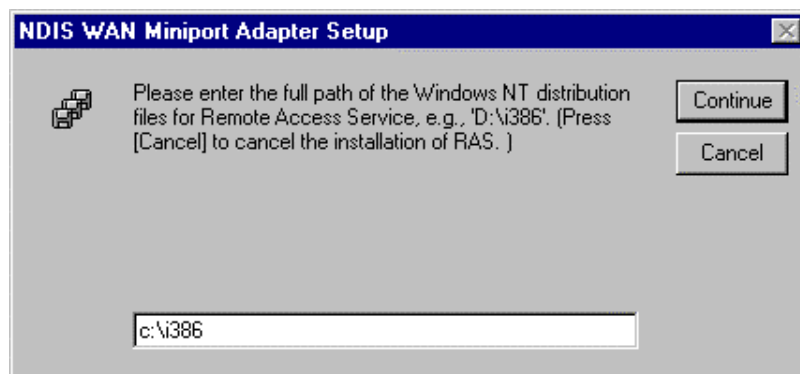 NDIS WAN Miniport Adapter Setup
Please enter the full path of the Windows NT distribution
files for Remote Access Service, e.g., 'D:\i386'. (Press
[Cancel] to cancel the installation of RAS. )
Continue
Cancel
c:\i386